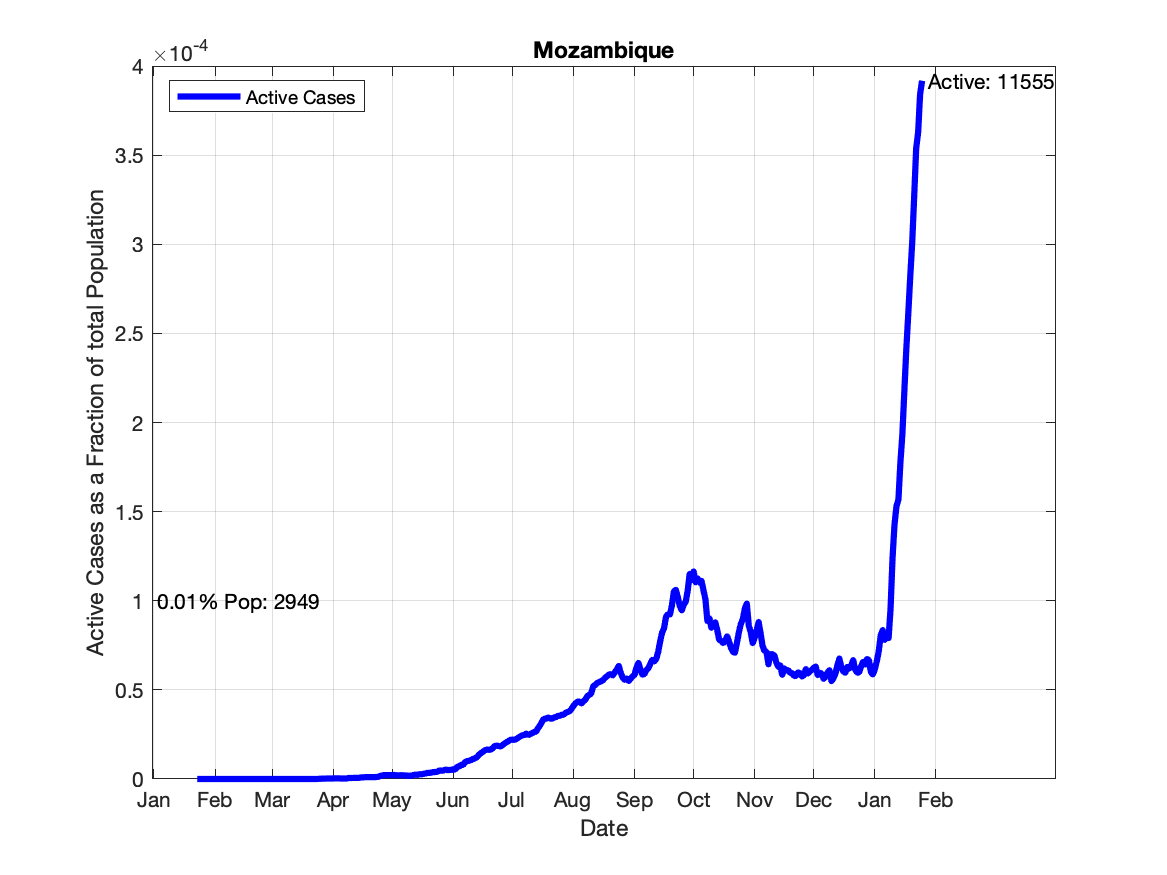 Mozambique
×10-4
Active Cases
Active: 11555
4
3.5
3
2.5
2
1.5
1
0.5
0
0.01% Pop: 2949
Active Cases as a Fraction of total Population
Jan Feb Mar Apr May Jun Jul Aug Sep Oct Nov Dec Jan Feb
Date